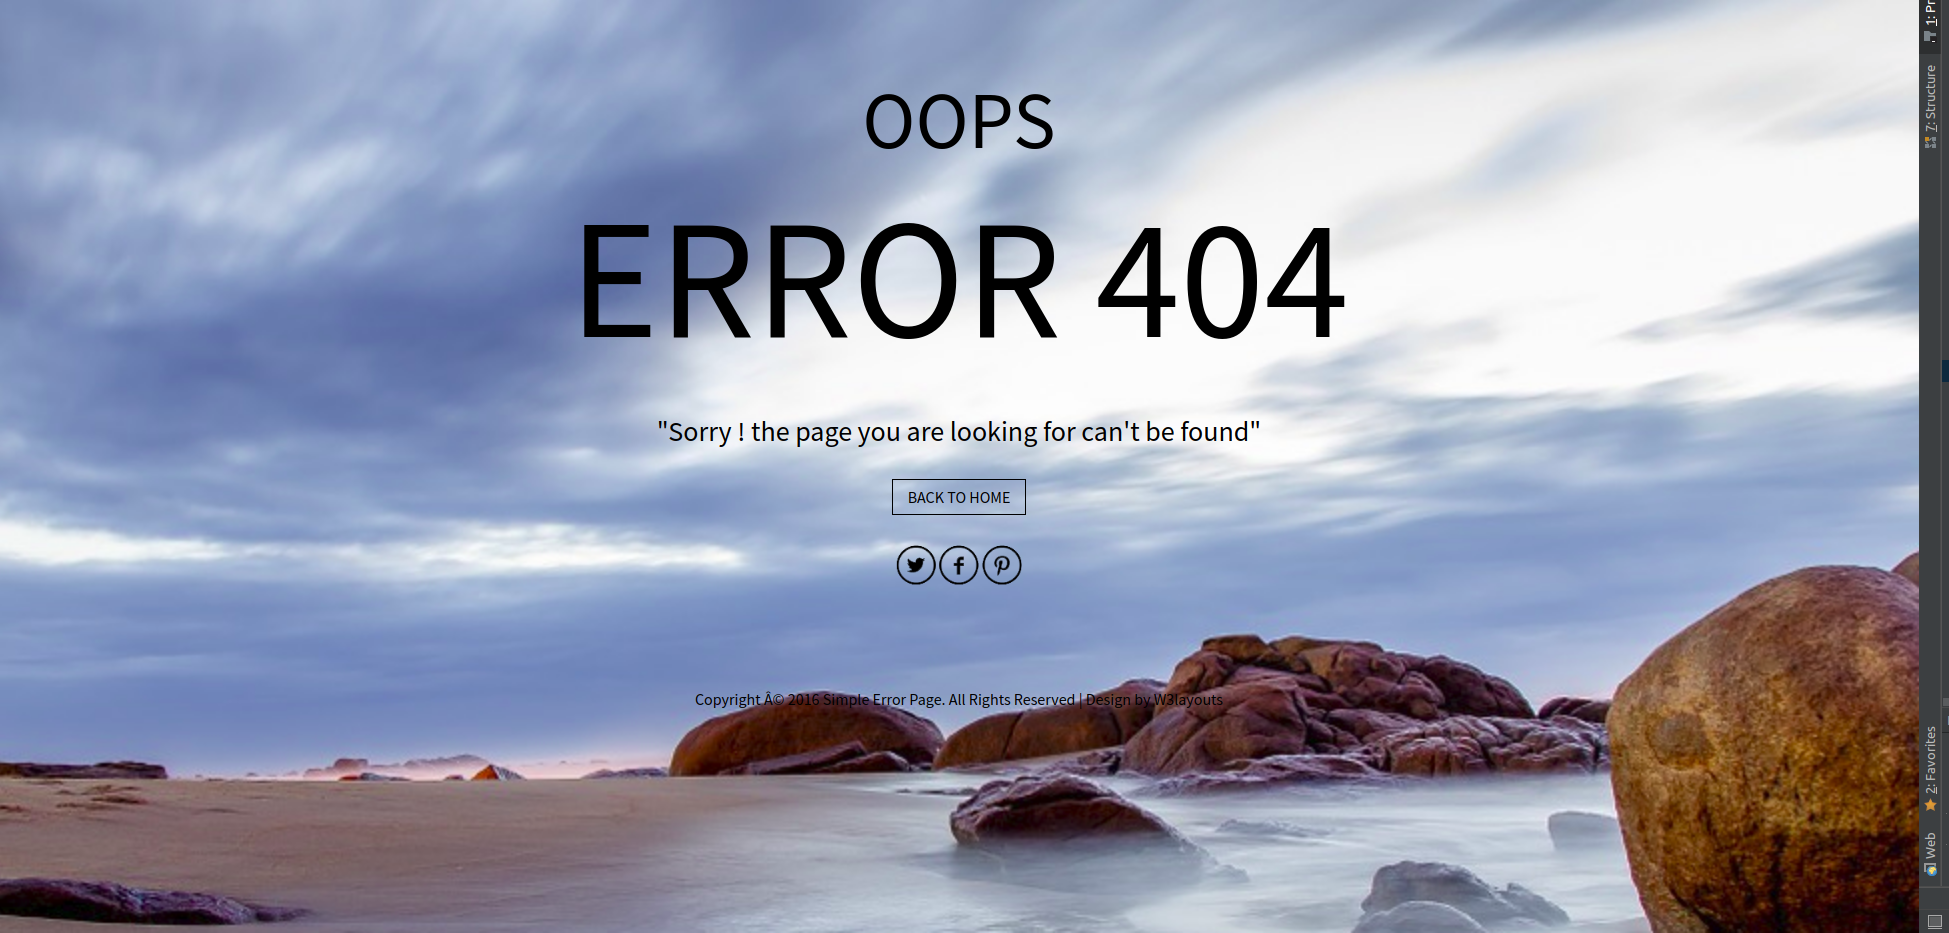 OOPS
ERROR 404
"Sorry ! the page you are looking for can't be found"
BACK TO HOME
Copyright Â© 2016 Simple Error Page. All Rights Reserved | Design by W3layouts
1: Pr
7: Structure
2: Favorites
Web